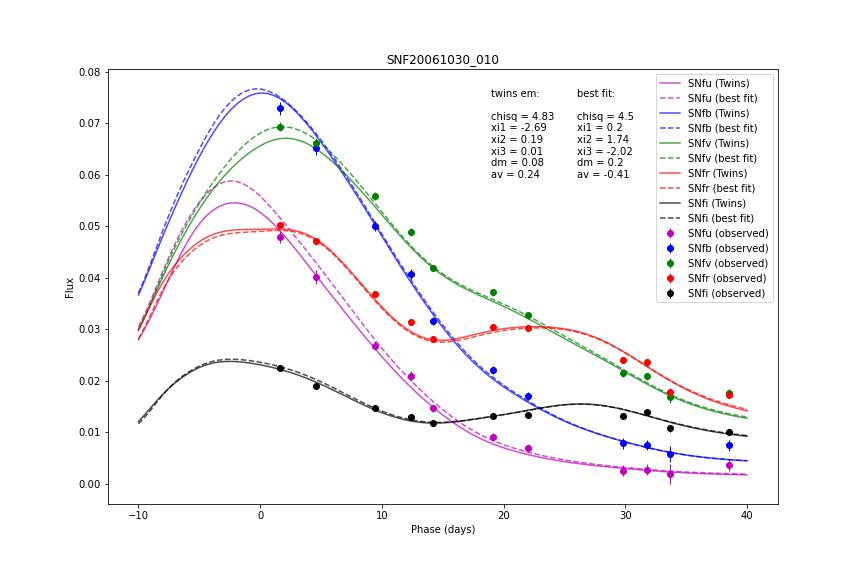 SNF20061030_010
twins em: best fit:
chisq = 4.83 chisq = 4.5
xi1 = -2.69 xi1 = 0.2
xi2 = 0.19 xi2 = 1.74
xi3 = 0.01 xi3 = -2.02
dm = 0.08 dm = 0.2
av = 0.24 av = -0.41
SNfu (Twins)
SNfu (best fit)
SNfb (Twins)
SNfb (best fit)
SNfv (Twins)
SNfv (best fit)
SNfr (Twins)
SNfr (best fit)
SNfi (Twins)
SNfi (best fit)
SNfu (observed)
SNfb (observed)
SNfv (observed)
SNfr (observed)
SNfi (observed)
0.08
0.07
0.06
0.05
0.04
0.03
0.02
0.01
0.00
Flux
−10 0 10 20 30 40
Phase (days)